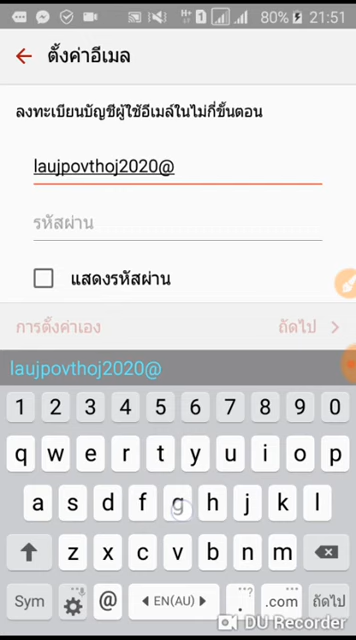 80% 21:51
ตั้งค่าอีเมล
ลงทะเบียนบัญชีผู้ใช้อีเมล์ในไม่กี่ขั้นตอน
laujpovthoj2020@
รหัสผ่าน
แสดงรหัสผ่าน
การตั้งค่าเอง ถัดไป
laujpovthoj2020@
1 2 3 4 5 6 7 8 9 0
q w e r t y u i o p
a s d f g h j k l
z x c v b n m
Sym @ EN(AU) .?  .com ถัดไป
DU Recorder